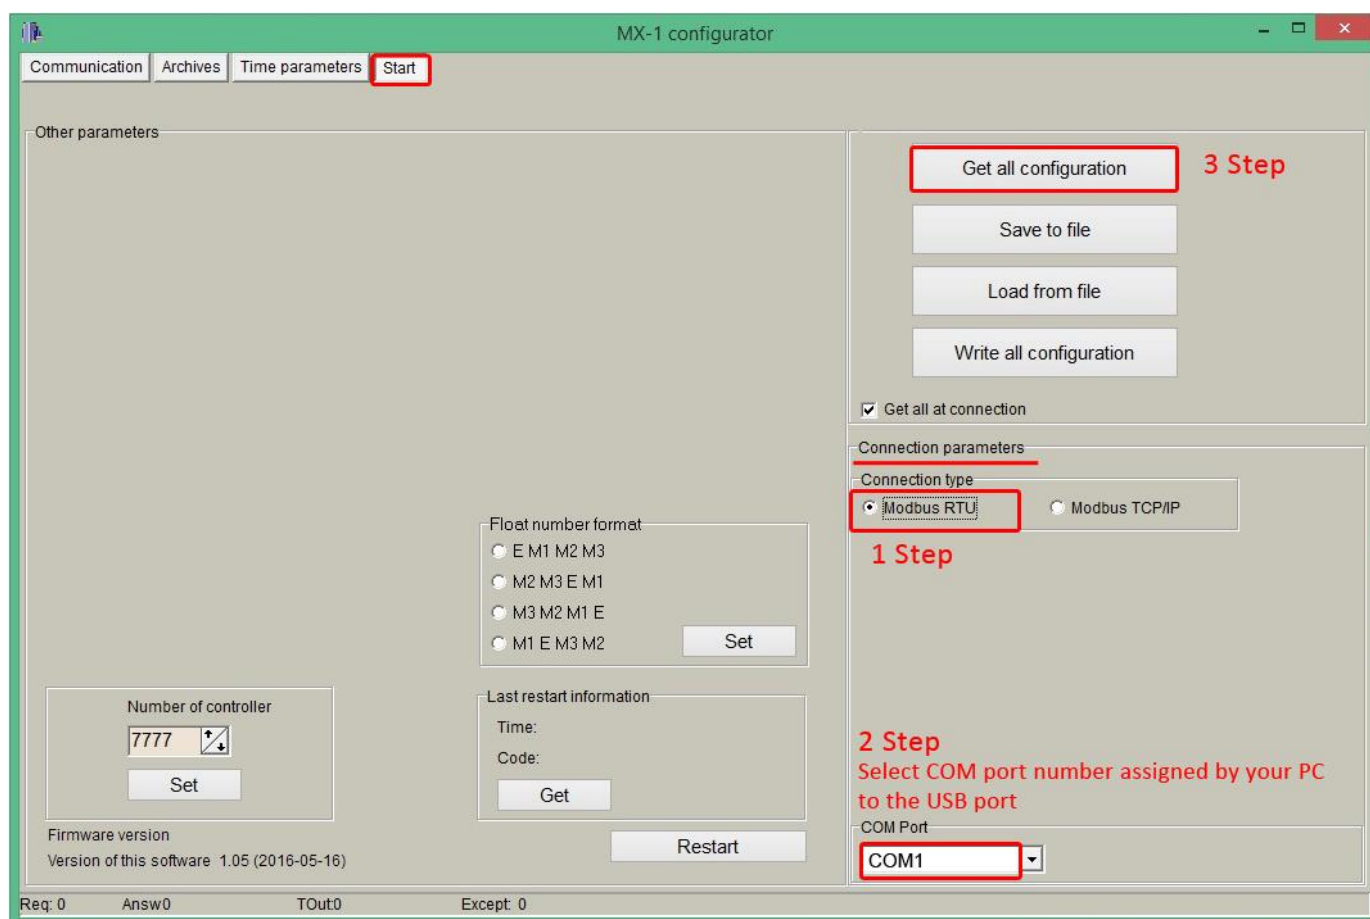 MX-1 configurator
Communication Archives Time parameters Start
Other parameters
Get all configuration
3 Step
Save to file
Load from file
Write all configuration
Get all at connection
Connection parameters
Connection type
Modbus RTU Modbus TCP/IP
1 Step
Float number format
E M1 M2 M3
M2 M3 E M1
M3 M2 M1 E
M1 E M3 M2
Set
Number of controller
7777
Set
Last restart information
Time:
Code:
Get
Firmware version
Version of this software 1.05 (2016-05-16)
Restart
2 Step
Select COM port number assigned by your PC
to the USB port
COM Port
COM1
Req: 0 Answ0 TOut:0 Except: 0